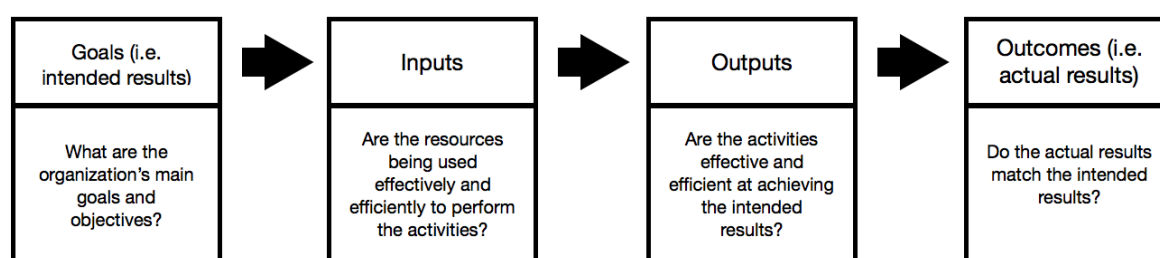 Goals (i.e.
intended results)
Inputs
Outputs
Outcomes (i.e.
actual results)
What are the
organization's main
goals and
objectives?
Are the resources
being used
effectively and
efficiently to perform
the activities?
Are the activities
effective and
efficient at achieving
the intended
results?
Do the actual results
match the intended
results?